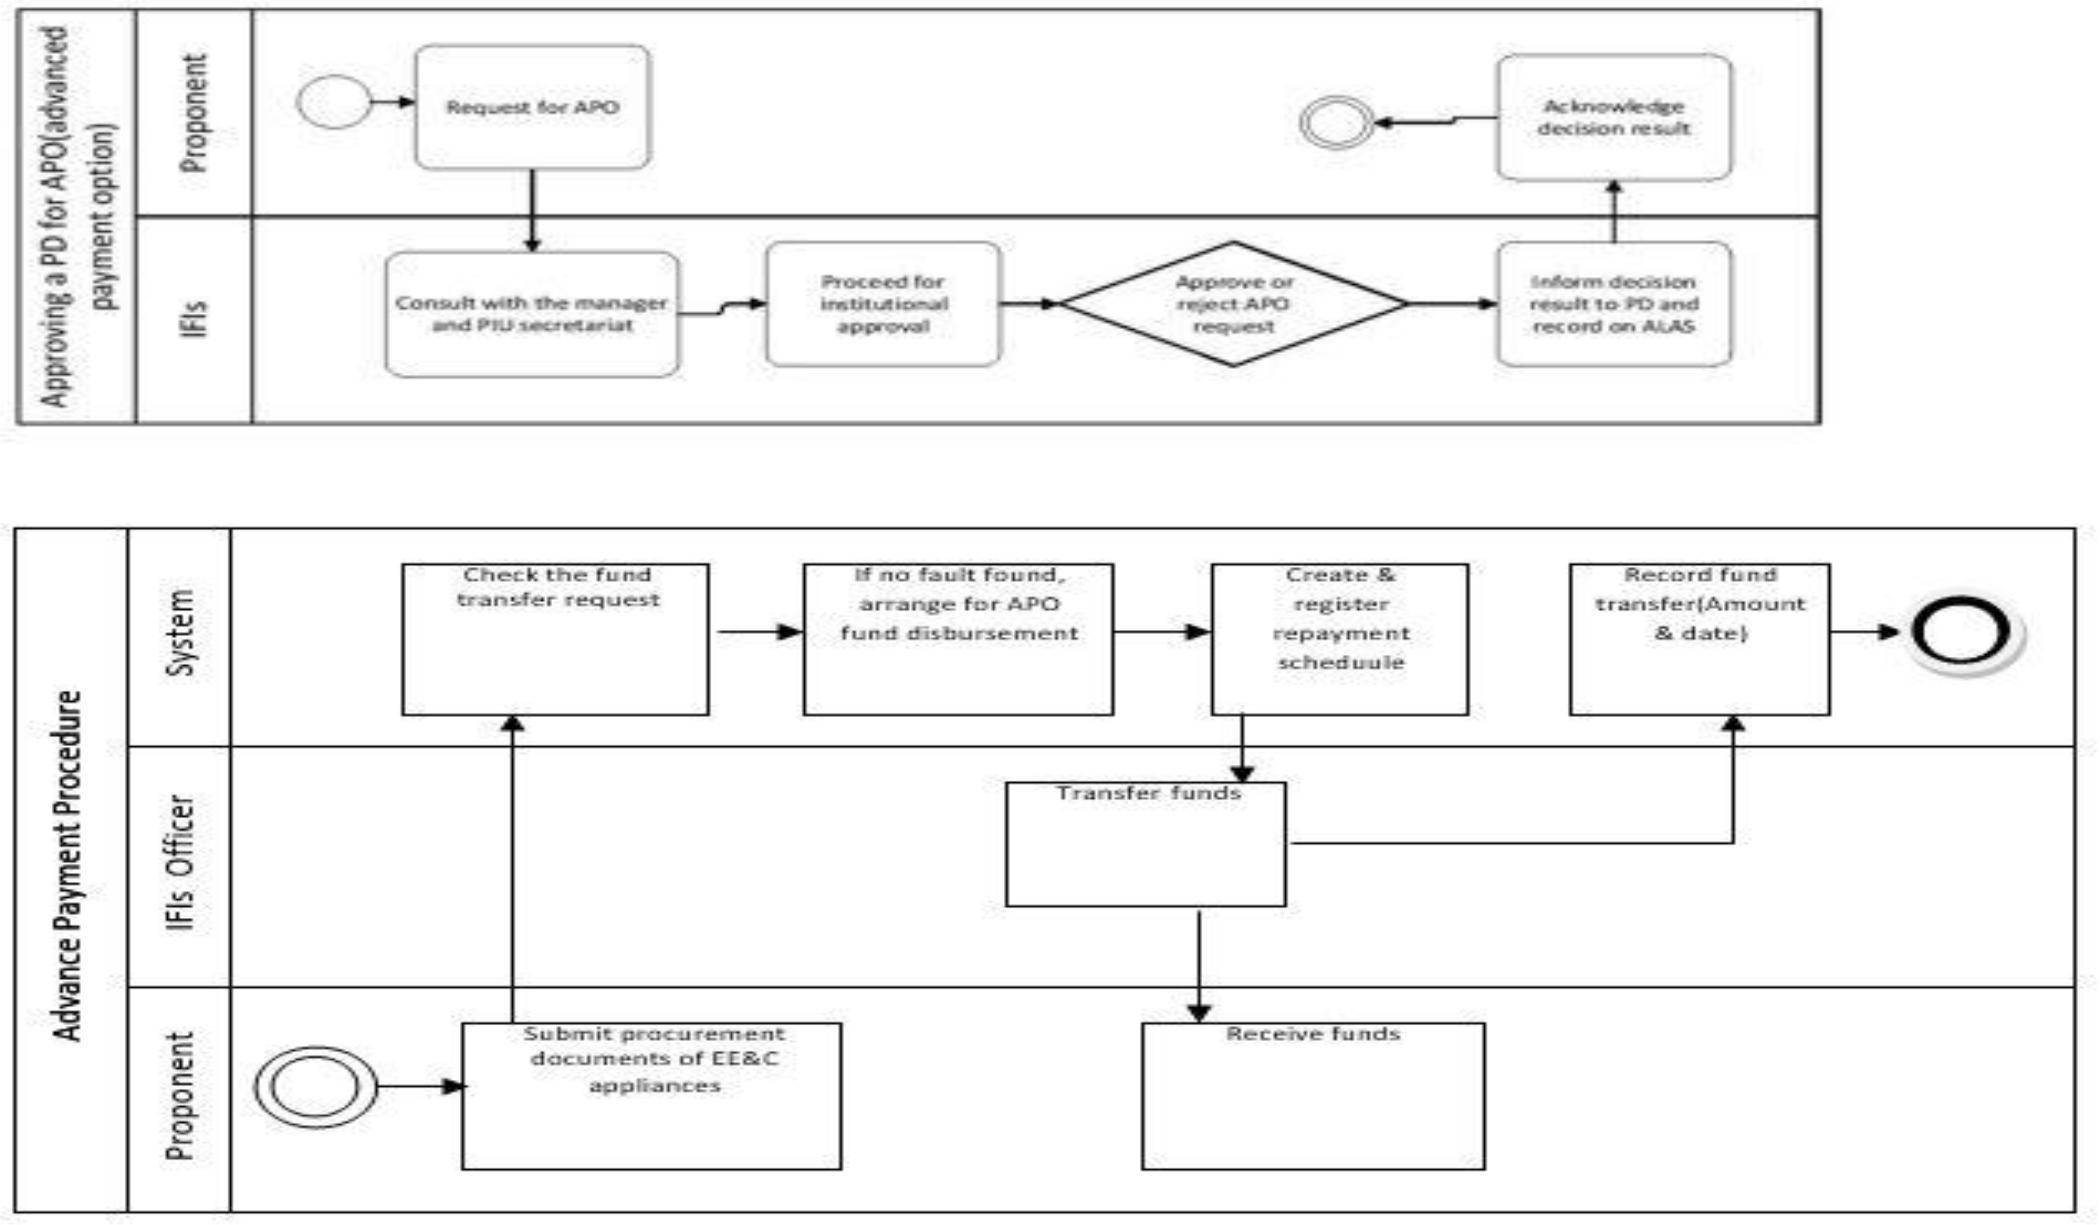 Approving a PD for APO(advanced
payment option)
Proponent
Request for APO
Acknowledge
decision result
IFIs
Consult with the manager
and PIU secretariat
Proceed for
institutional
approval
Approve or
reject APO
request
Inform decision
result to PD and
record on ALAS
Advance Payment Procedure
System
Check the fund
transfer request
If no fault found,
arrange for APO
fund disbursement
Create &
register
repayment
scheduule
Record fund
transfer(Amount
& date)
IFIs Officer
Transfer funds
Proponent
Submit procurement
documents of EE&C
appliances
Receive funds